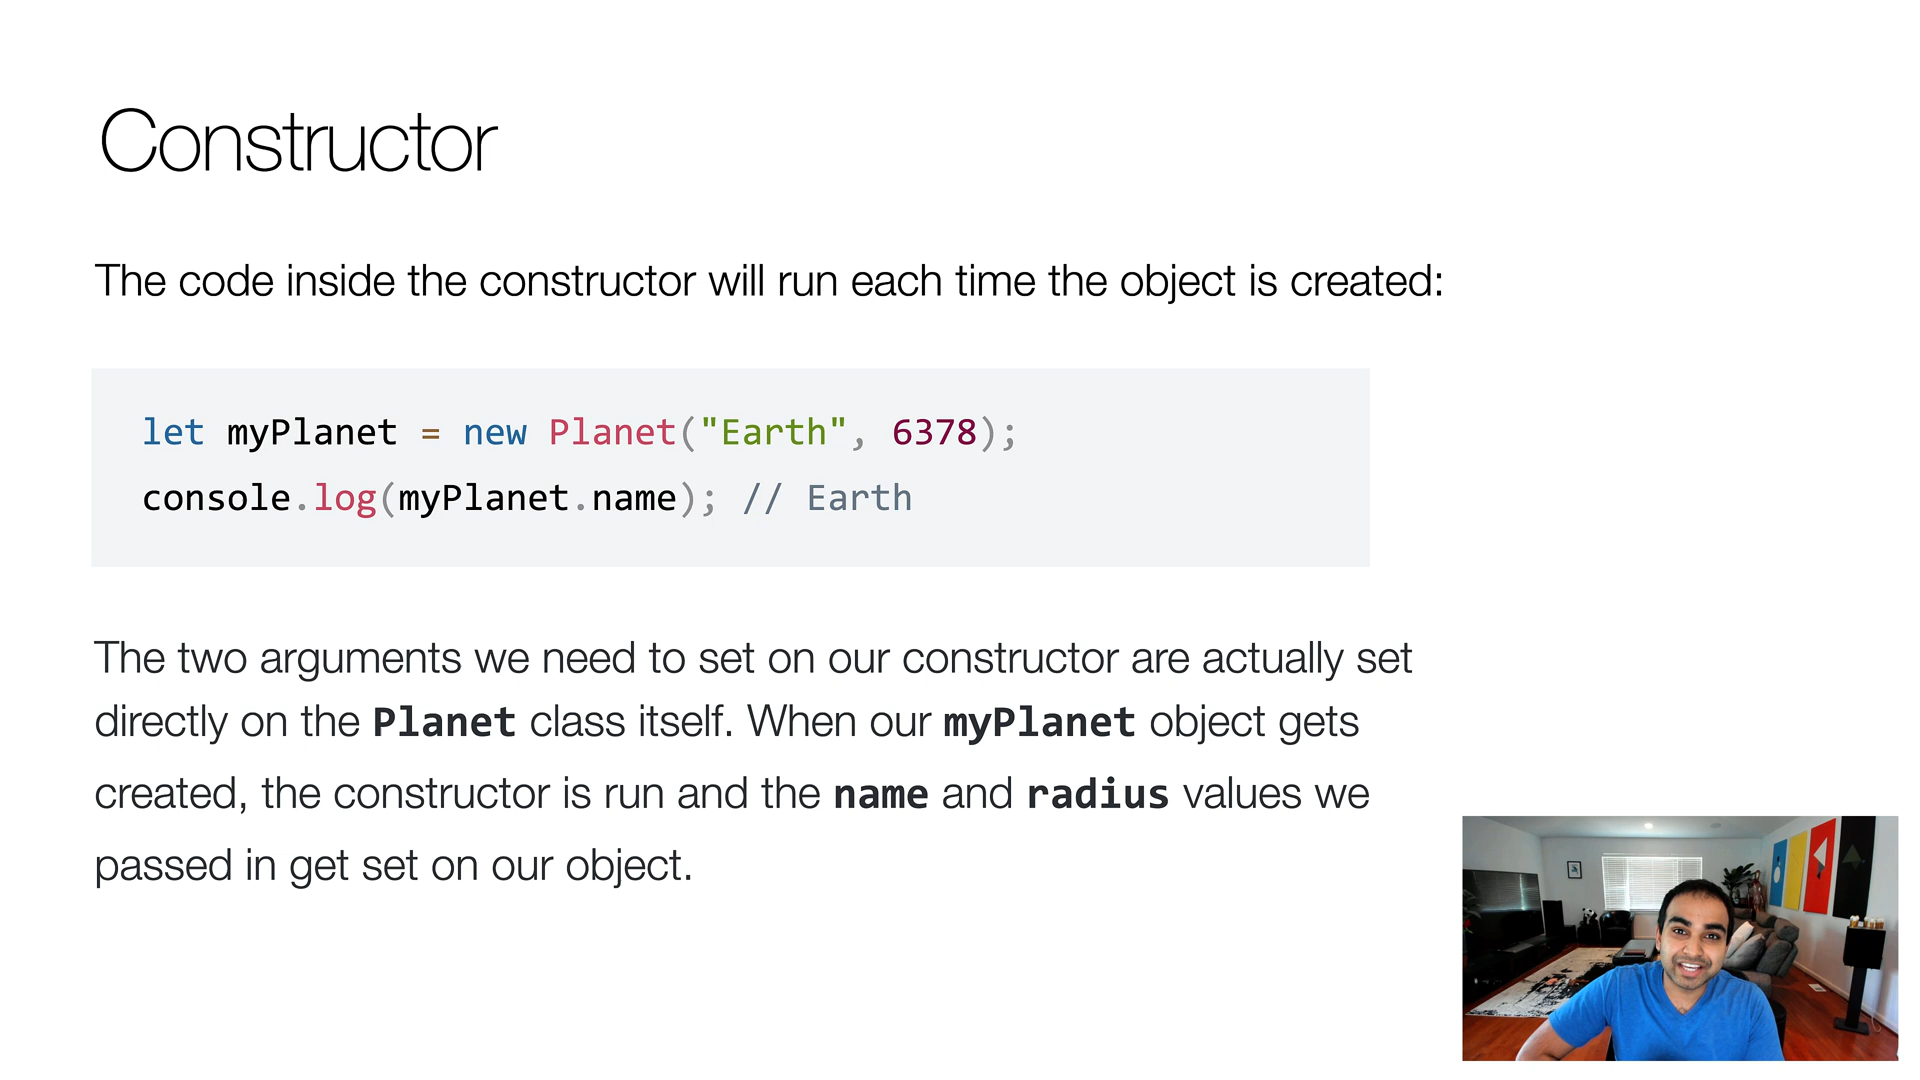 Constructor
The code inside the constructor will run each time the object is created:
let myPlanet = new Planet("Earth", 6378);
console.log(myPlanet.name); // Earth
The two arguments we need to set on our constructor are actually set
directly on the Planet class itself. When our myPlanet object gets
created, the constructor is run and the name and radius values we
passed in get set on our object.